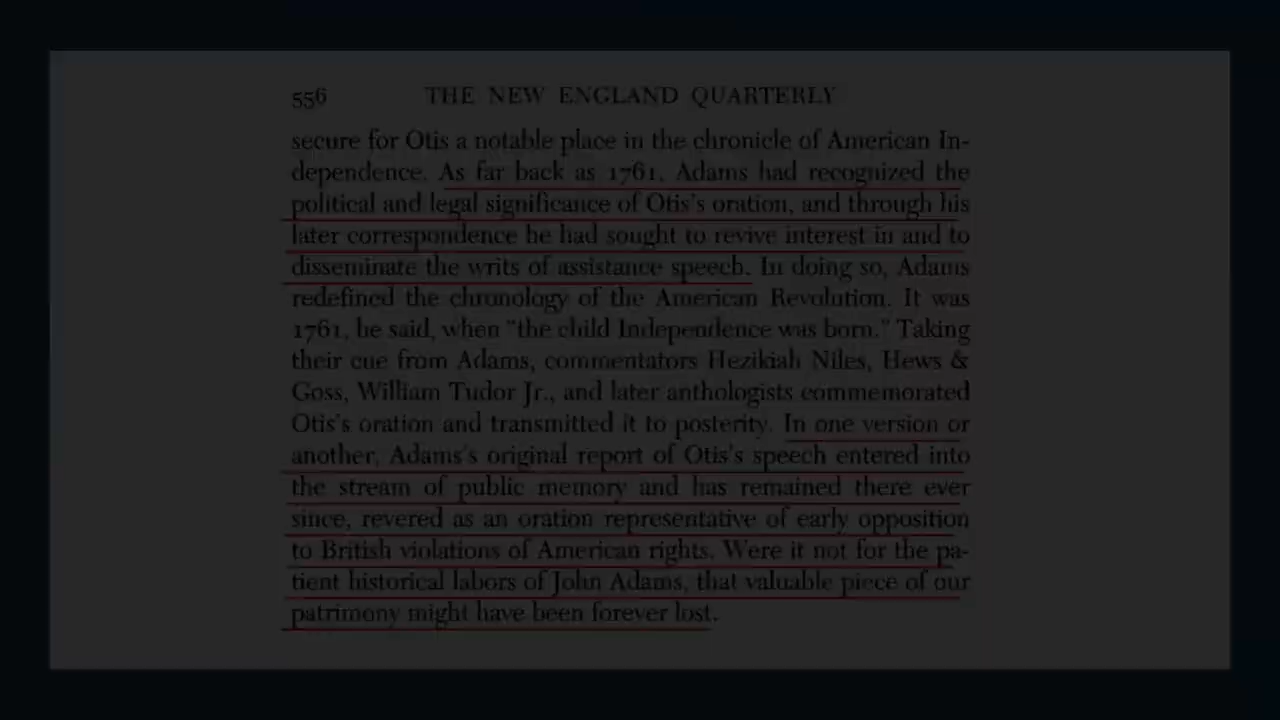 556 THE NEW ENGLAND QUARTERLY
secure for Otis a notable place in the chronicle of American In-
dependence. As far back as 1761, Adams had recognized the
political and legal significance of Otis's oration, and through his
later correspondence he had sought to revive interest in and to
disseminate the writs of assistance speech. In doing so, Adams
redefined the chronology of the American Revolution. It was
1761, he said, when "the child Independence was born." Taking
their cue from Adams, commentators Hezikiah Niles, Hews &
Goss, William Tudor Jr., and later anthologists commemorated
Otis's oration and transmitted it to posterity. In one version or
another, Adams's original report of Otis's speech entered into
the stream of public memory and has remained there ever
since, revered as an oration representative of early opposition
to British violations of American rights. Were it not for the pa-
tient historical labors of John Adams, that valuable piece of our
patrimony might have been forever lost.